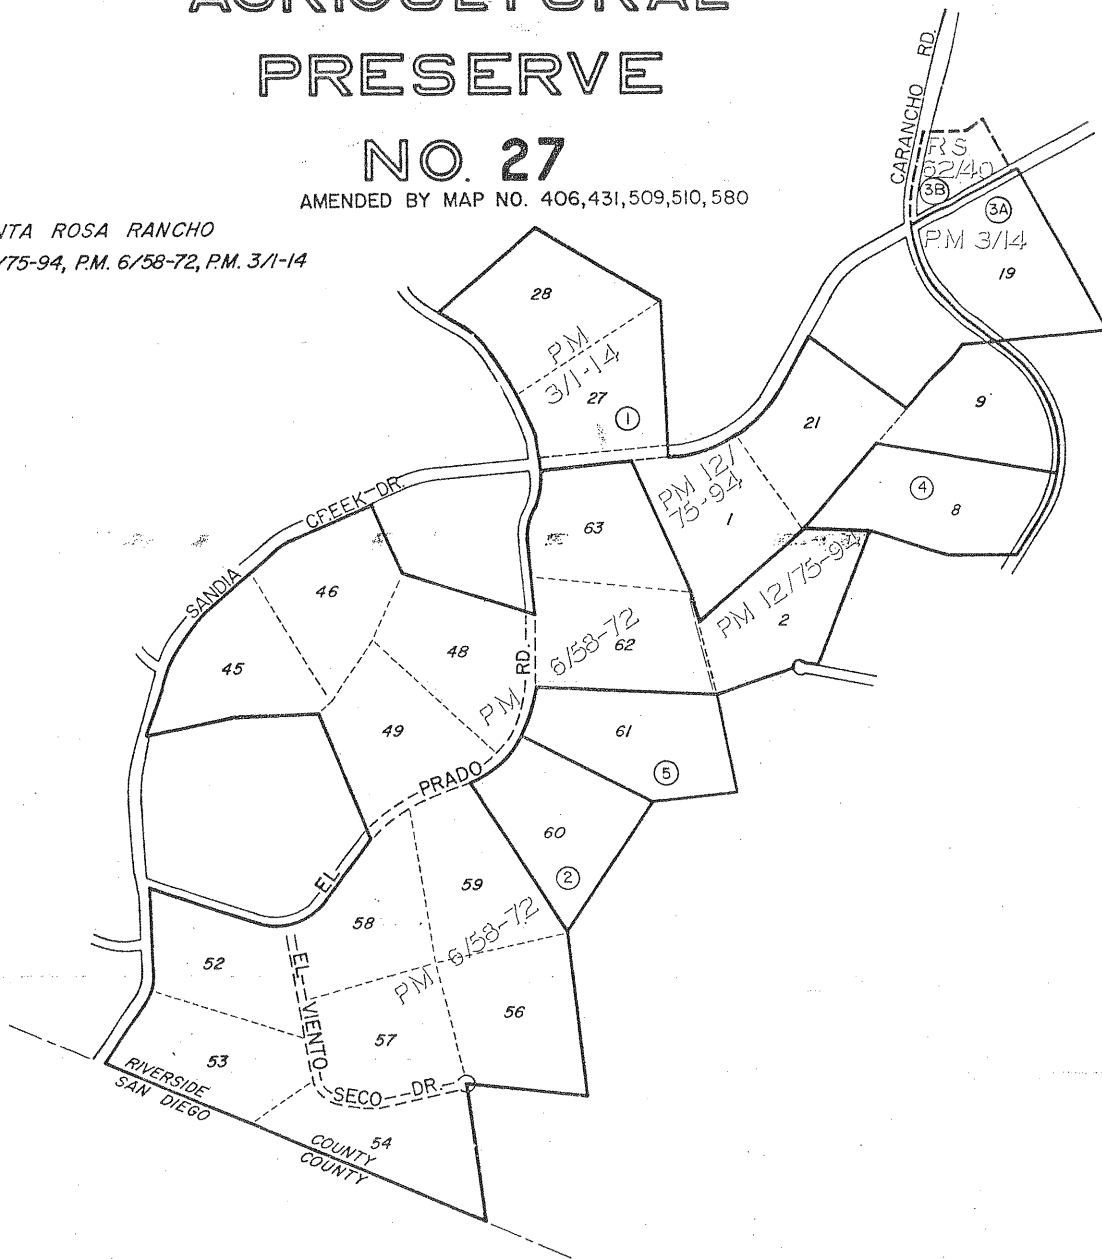 AGRICULTURAL
PRESERVE
NO. 27
AMENDED BY MAP NO. 406,431,509,510,580
NTA ROSA RANCHO
/75-94, P.M. 6/58-72, P.M. 3/1-14
CARANCHO RD.
RS
62/40
3B
3A
P.M 3/14
19
28
PM
3/1-14
27
1
21
9
4
8
PM 12/
75-94
1
PM 12/75-94
2
SANDIA CREEK DR.
63
46
48
45
49
RD.
62
PM 6/58-72
61
5
PRADO
60
2
EL
59
58
PM 6/58-72
52
EL VIENTO
56
57
53
SECO DR.
RIVERSIDE
SAN DIEGO
54
COUNTY
COUNTY